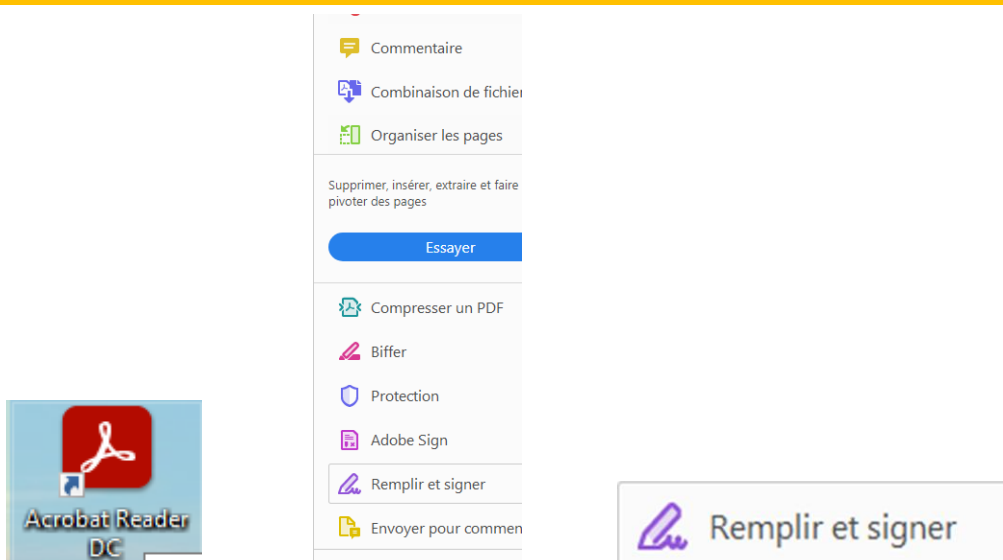 Commentaire
Combinaison de fichier
Organiser les pages
Supprimer, insérer, extraire et faire
pivoter des pages
Essayer
Compresser un PDF
Biffer
Protection
Adobe Sign
Remplir et signer
Envoyer pour commen
Acrobat Reader
DC
Remplir et signer